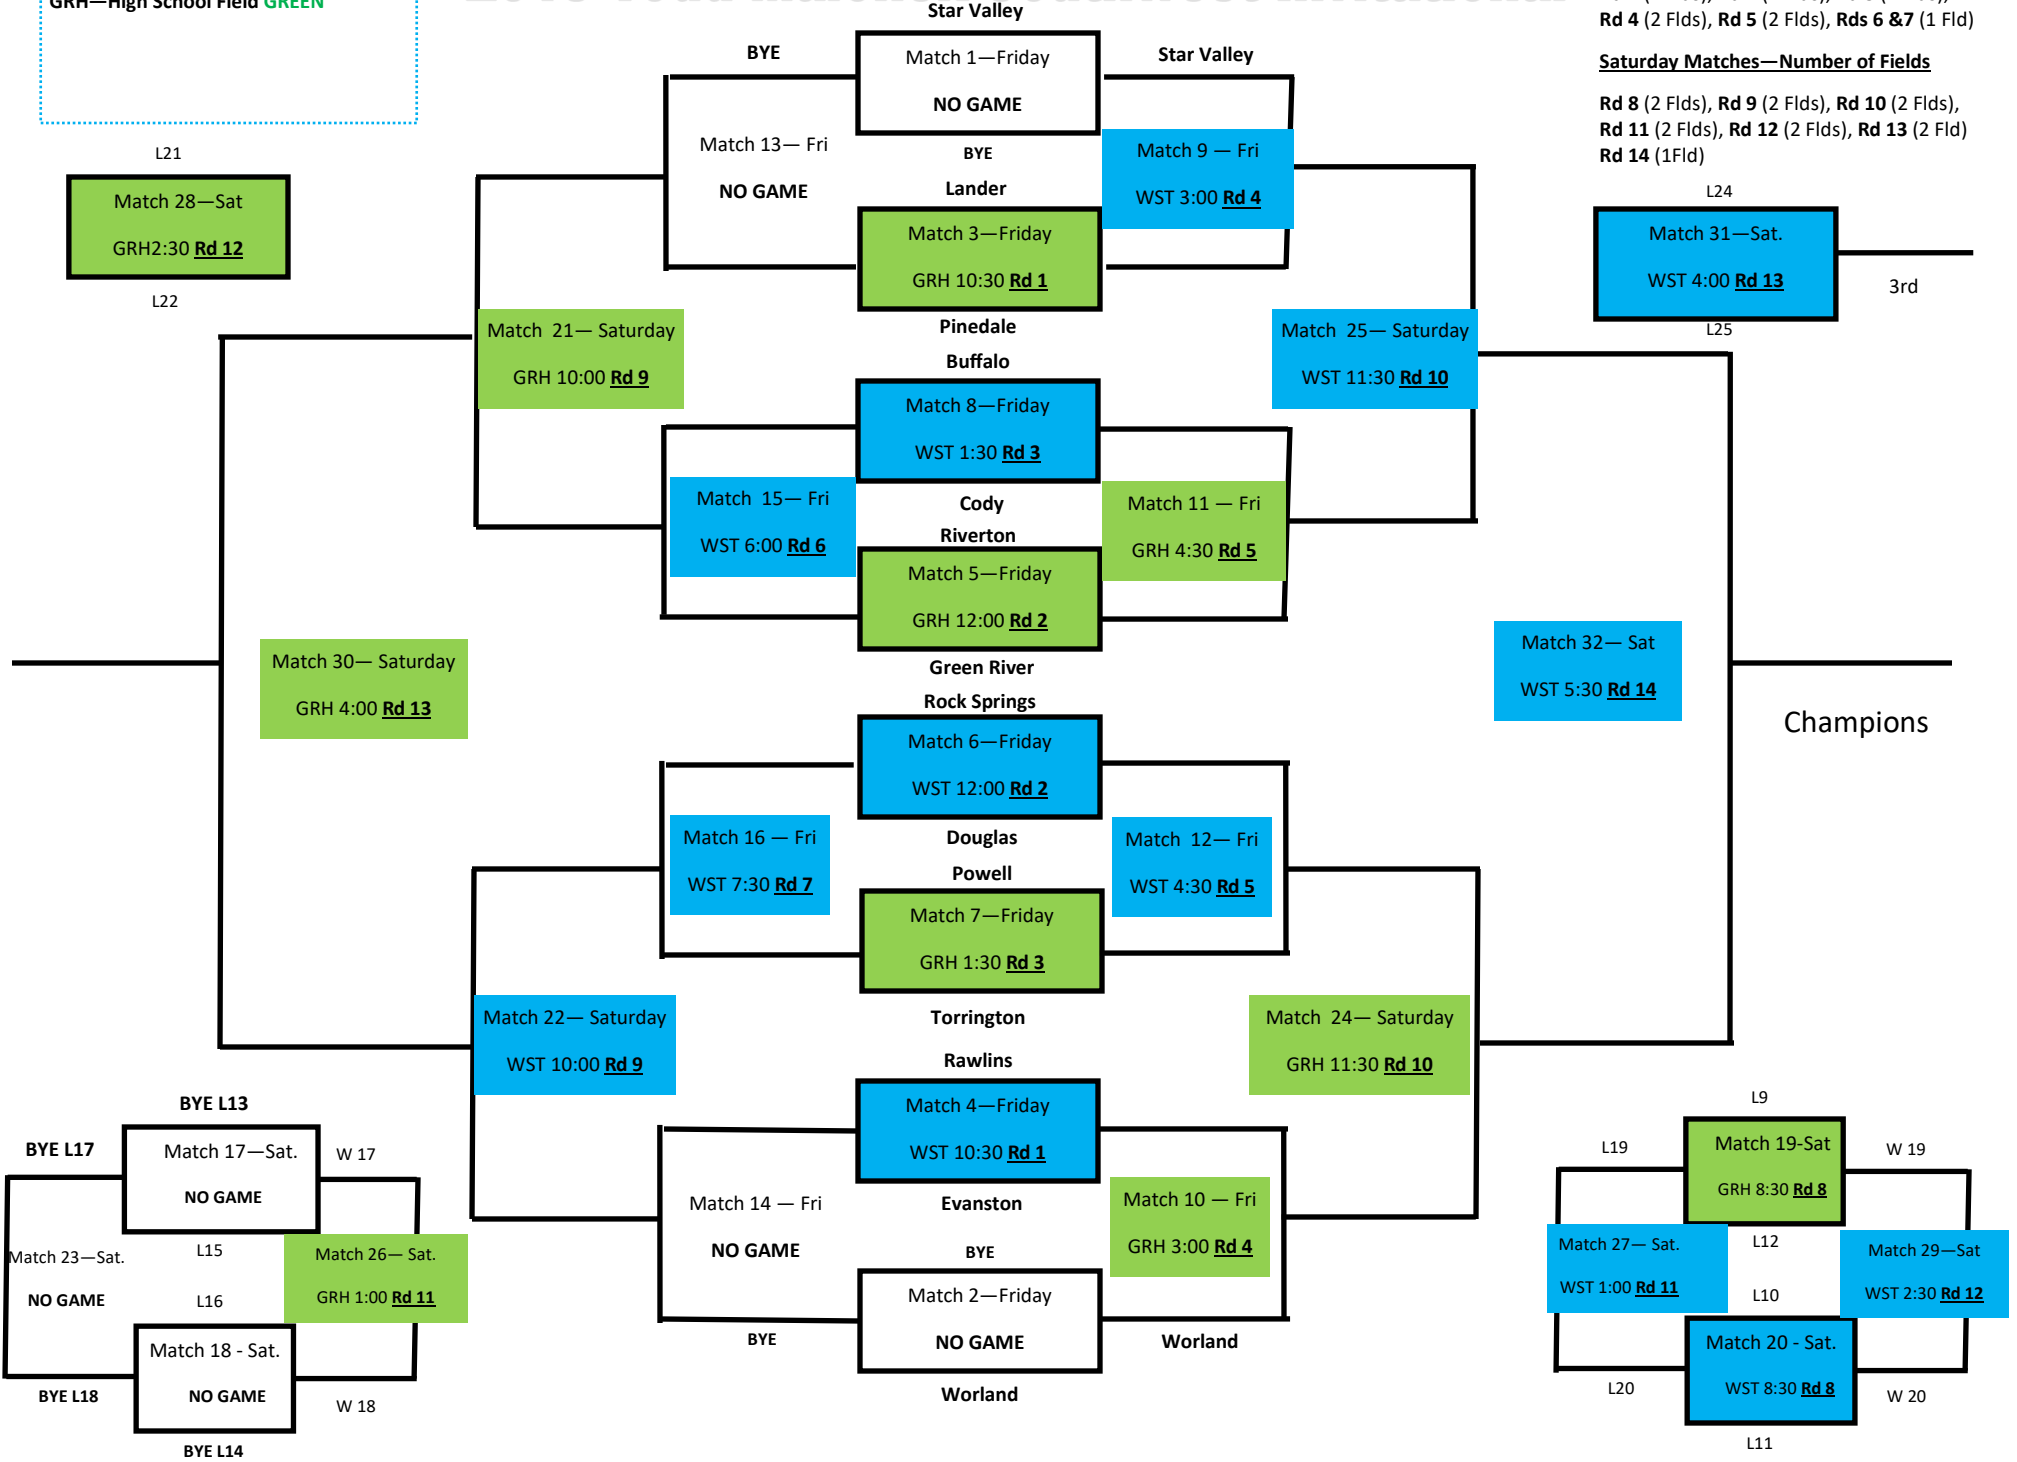 GRH—High School Field GREEN
Rd 4 (2 Flds), Rd 5 (2 Flds), Rds 6 &7 (1 Fld)
Saturday Matches—Number of Fields
Rd 8 (2 Flds), Rd 9 (2 Flds), Rd 10 (2 Flds),
Rd 11 (2 Flds), Rd 12 (2 Flds), Rd 13 (2 Fld)
Rd 14 (1Fld)
Star Valley
Match 1—Friday
NO GAME
BYE
BYE
Star Valley
Match 13— Fri
NO GAME
Match 9 — Fri
WST 3:00 Rd 4
Lander
Match 3—Friday
GRH 10:30 Rd 1
Pinedale
L21
Match 28—Sat
GRH2:30 Rd 12
L22
L24
Match 31—Sat.
WST 4:00 Rd 13
L25
3rd
Match 21— Saturday
GRH 10:00 Rd 9
Match 25— Saturday
WST 11:30 Rd 10
Buffalo
Match 8—Friday
WST 1:30 Rd 3
Cody
Match 15— Fri
WST 6:00 Rd 6
Match 11 — Fri
GRH 4:30 Rd 5
Riverton
Match 5—Friday
GRH 12:00 Rd 2
Green River
Match 30— Saturday
GRH 4:00 Rd 13
Match 32— Sat
WST 5:30 Rd 14
Champions
Rock Springs
Match 6—Friday
WST 12:00 Rd 2
Douglas
Match 16 — Fri
WST 7:30 Rd 7
Match 12— Fri
WST 4:30 Rd 5
Powell
Match 7—Friday
GRH 1:30 Rd 3
Torrington
Match 22— Saturday
WST 10:00 Rd 9
Match 24— Saturday
GRH 11:30 Rd 10
Rawlins
Match 4—Friday
WST 10:30 Rd 1
Evanston
Match 14 — Fri
NO GAME
Match 10 — Fri
GRH 3:00 Rd 4
BYE
Match 2—Friday
NO GAME
Worland
BYE
Worland
BYE L13
BYE L17
Match 17—Sat.
NO GAME
W 17
L15
Match 23—Sat.
NO GAME
Match 26— Sat.
GRH 1:00 Rd 11
L16
Match 18 - Sat.
NO GAME
BYE L18
W 18
BYE L14
L9
L19
Match 19-Sat
GRH 8:30 Rd 8
W 19
L12
Match 27— Sat.
WST 1:00 Rd 11
Match 29—Sat
WST 2:30 Rd 12
L10
Match 20 - Sat.
WST 8:30 Rd 8
L20
W 20
L11